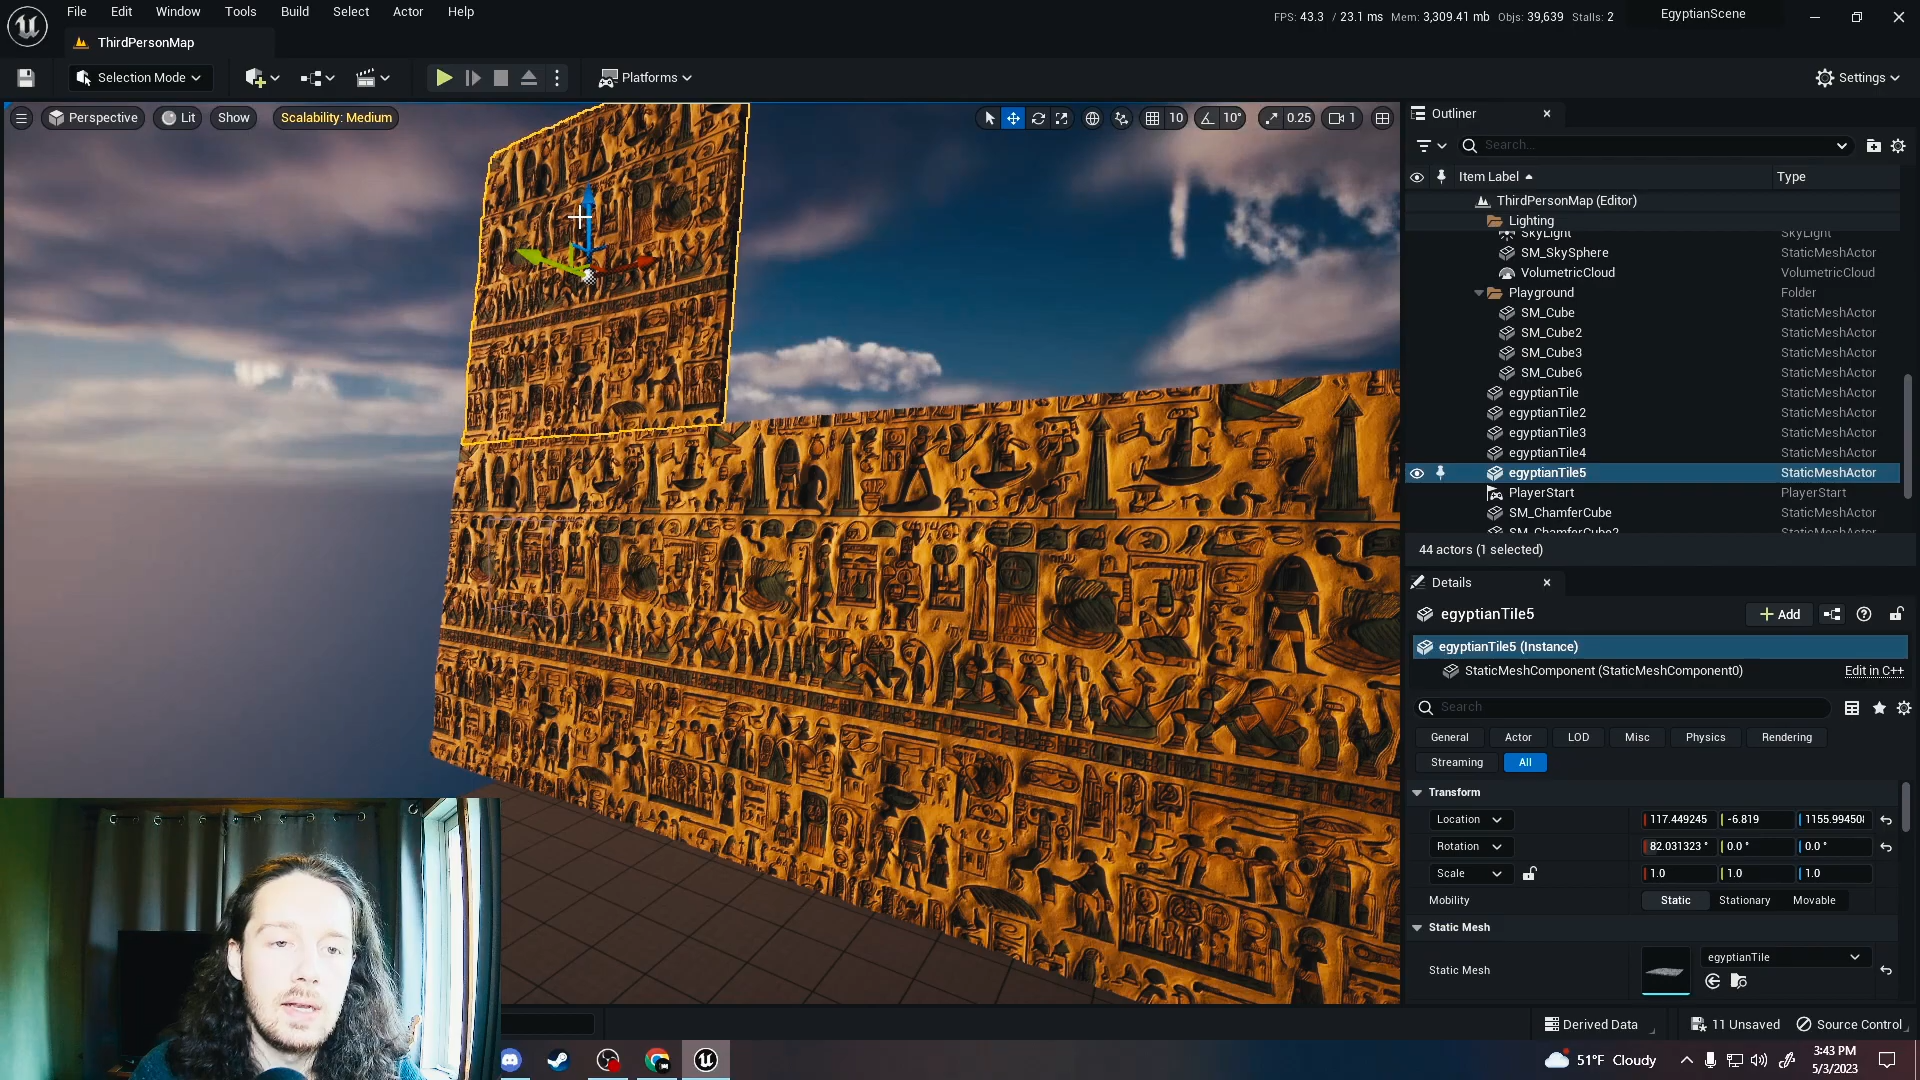 File Edit Window Tools Build Select Actor Help
FPS: 43.3 / 23.1 ms Mem: 3,309.41 mb Objs: 39,639 Stalls: 2
EgyptianScene
ThirdPersonMap
Selection Mode
Platforms
Settings
Perspective Lit Show Scalability: Medium
10 10° 0.25 1
Outliner
Search...
Item Label Type
ThirdPersonMap (Editor)
Lighting
SkyLight SkyLight
SM_SkySphere StaticMeshActor
VolumetricCloud VolumetricCloud
Playground Folder
SM_Cube StaticMeshActor
SM_Cube2 StaticMeshActor
SM_Cube3 StaticMeshActor
SM_Cube6 StaticMeshActor
egyptianTile StaticMeshActor
egyptianTile2 StaticMeshActor
egyptianTile3 StaticMeshActor
egyptianTile4 StaticMeshActor
egyptianTile5 StaticMeshActor
PlayerStart PlayerStart
SM_ChamferCube StaticMeshActor
SM_ChamferCube2 StaticMeshActor
44 actors (1 selected)
Details
egyptianTile5
Add
egyptianTile5 (Instance)
StaticMeshComponent (StaticMeshComponent0) Edit in C++
Search
General Actor LOD Misc Physics Rendering
Streaming All
Transform
Location 117.449245 -6.819 1155.994508
Rotation 82.031323 ° 0.0 ° 0.0 °
Scale 1.0 1.0 1.0
Mobility Static Stationary Movable
Static Mesh
Static Mesh egyptianTile
Derived Data 11 Unsaved Source Control
51°F Cloudy
3:43 PM
5/3/2023